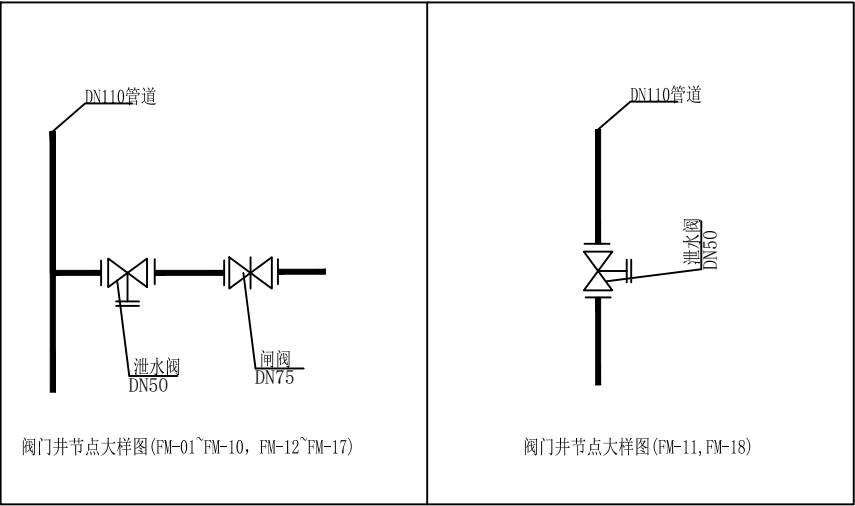 DN110管道
泄水阀
DN50
闸阀
DN75
阀门井节点大样图(FM-01~FM-10，FM-12~FM-17)
DN110管道
泄水阀
DN50
阀门井节点大样图(FM-11,FM-18)